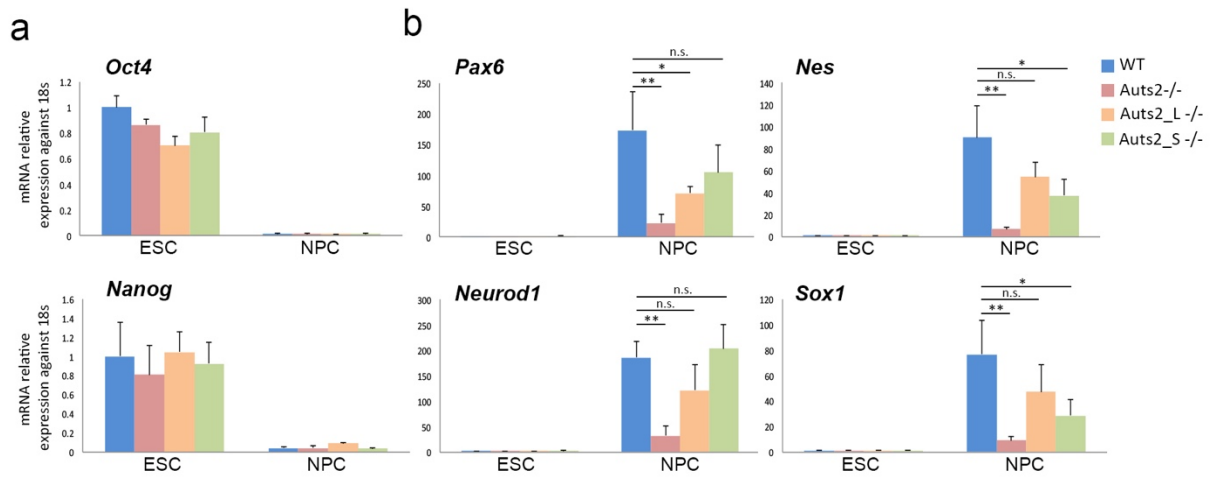 a
b
Oct4
mRNA relative
expression against 18s
1.2
1
0.8
0.6
0.4
0.2
0
ESC
NPC
Pax6
250
200
150
100
50
0
n.s.
*
**
ESC
NPC
Nes
140
120
100
80
60
40
20
0
*
n.s.
**
ESC
NPC
WT
Auts2-/-
Auts2_L -/-
Auts2_S -/-
Nanog
mRNA relative
expression against 18s
1.6
1.4
1.2
1
0.8
0.6
0.4
0.2
0
ESC
NPC
Neurod1
300
250
200
150
100
50
0
n.s.
n.s.
**
ESC
NPC
Sox1
120
100
80
60
40
20
0
*
n.s.
**
ESC
NPC